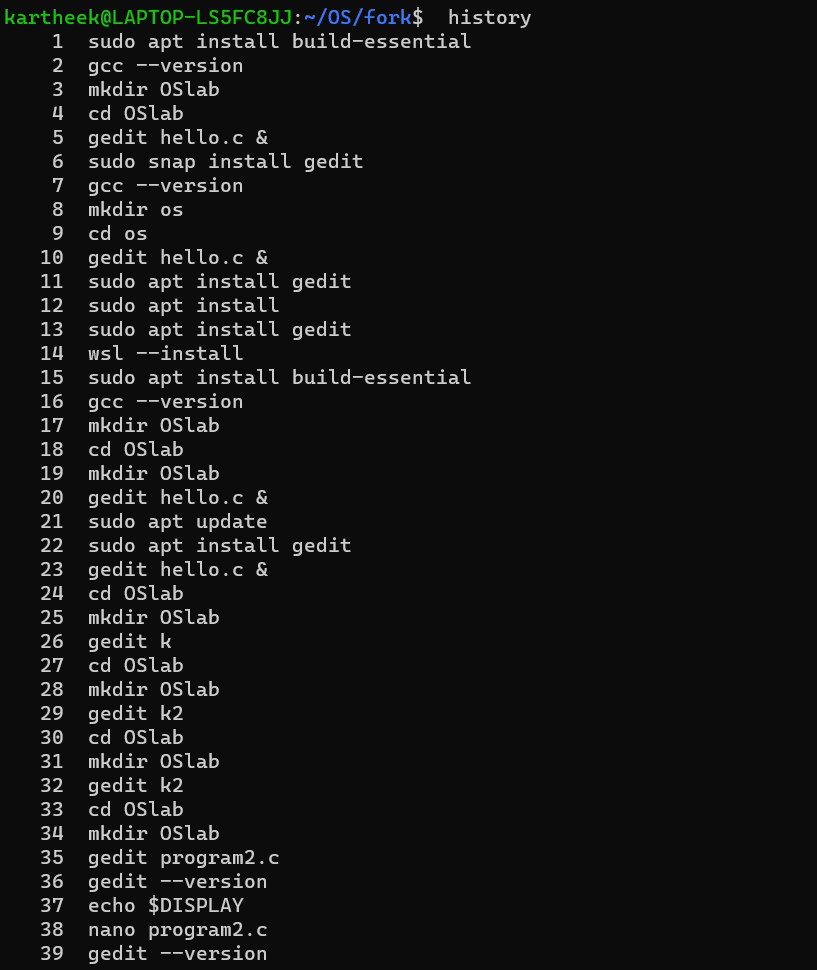 kartheek@LAPTOP-LS5FC8JJ:~/OS/fork$  history
    1  sudo apt install build-essential
    2  gcc --version
    3  mkdir OSlab
    4  cd OSlab
    5  gedit hello.c &
    6  sudo snap install gedit
    7  gcc --version
    8  mkdir os
    9  cd os
   10  gedit hello.c &
   11  sudo apt install gedit
   12  sudo apt install
   13  sudo apt install gedit
   14  wsl --install
   15  sudo apt install build-essential
   16  gcc --version
   17  mkdir OSlab
   18  cd OSlab
   19  mkdir OSlab
   20  gedit hello.c &
   21  sudo apt update
   22  sudo apt install gedit
   23  gedit hello.c &
   24  cd OSlab
   25  mkdir OSlab
   26  gedit k
   27  cd OSlab
   28  mkdir OSlab
   29  gedit k2
   30  cd OSlab
   31  mkdir OSlab
   32  gedit k2
   33  cd OSlab
   34  mkdir OSlab
   35  gedit program2.c
   36  gedit --version
   37  echo $DISPLAY
   38  nano program2.c
   39  gedit --version